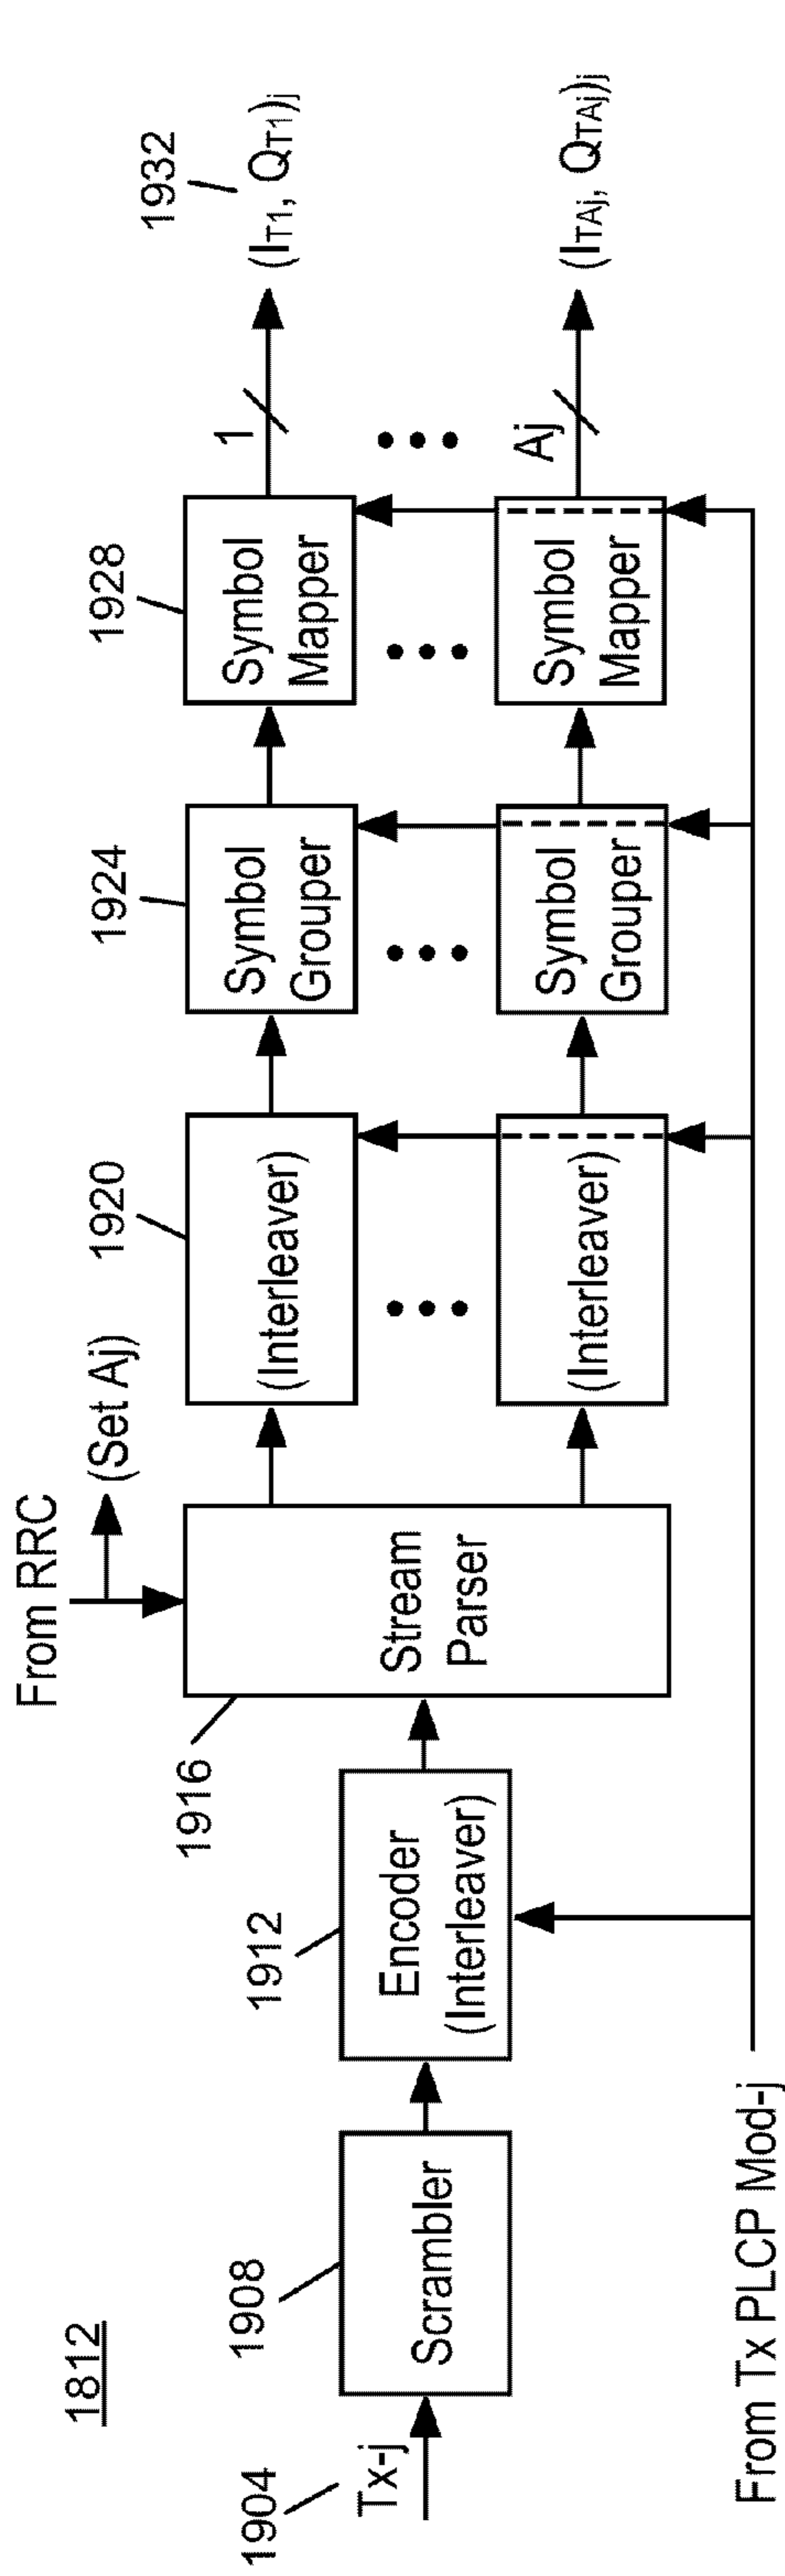 1812
1904
Tx-j
1908
Scrambler
1912
Encoder
(Interleaver)
1916
Stream
Parser
From RRC
(Set Aj)
1920
(Interleaver)
(Interleaver)
1924
Symbol
Grouper
Symbol
Grouper
1928
Symbol
Mapper
Symbol
Mapper
1
Aj
1932
(IT1, QT1)j
(ITAj, QTAj)j
From Tx PLCP Mod-j